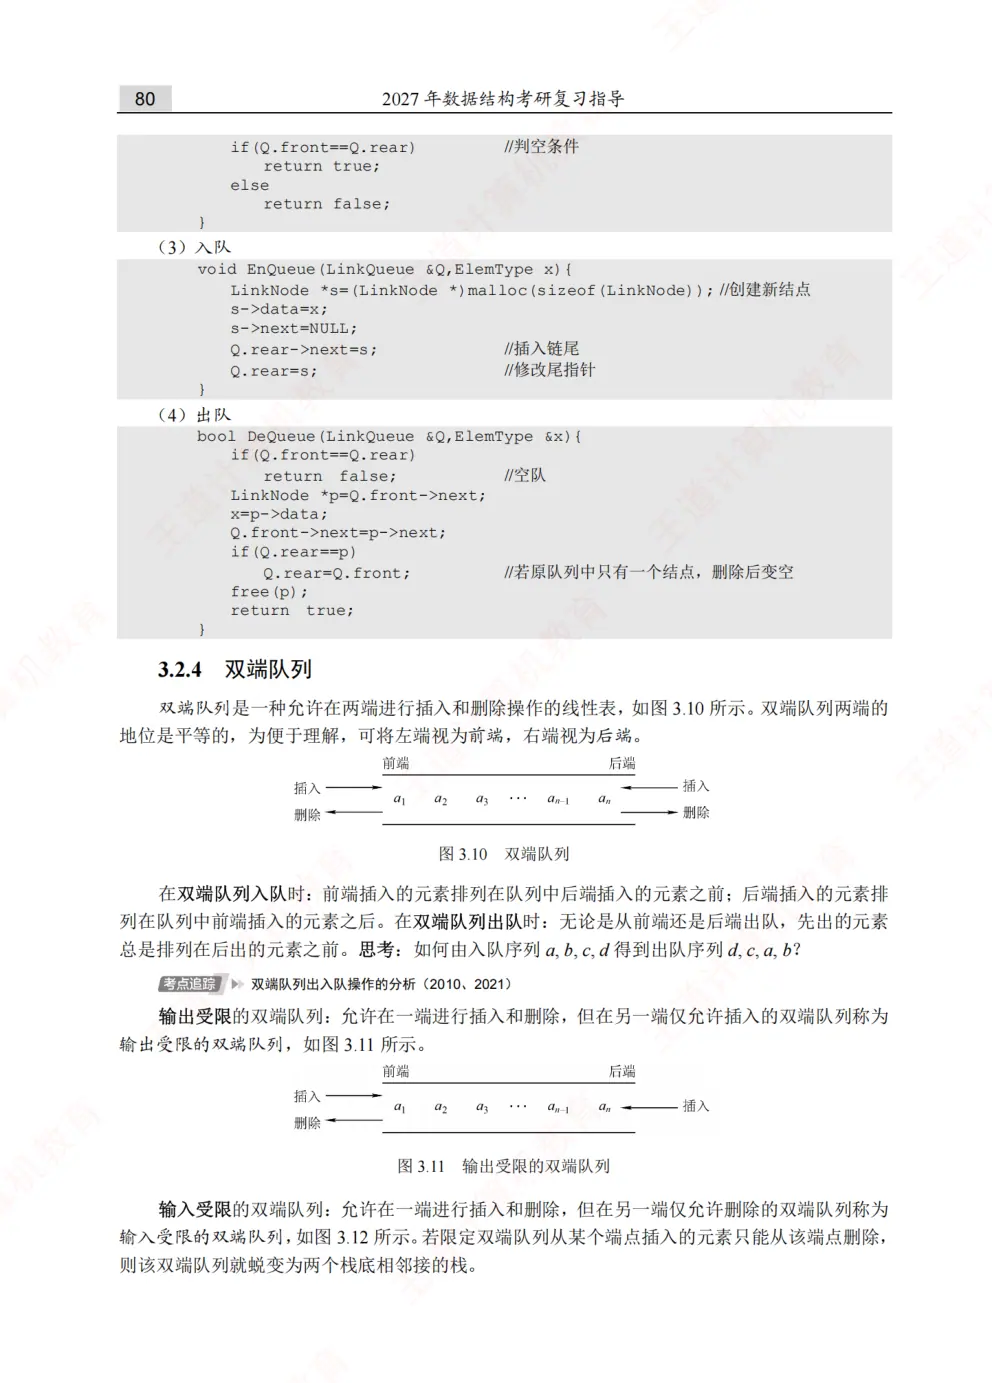 80
2027 年数据结构考研复习指导
if(Q.front==Q.rear) //判空条件
return true;
else
return false;
}
（3）入队
void EnQueue(LinkQueue &Q,ElemType x){
LinkNode *s=(LinkNode *)malloc(sizeof(LinkNode)); //创建新结点
s->data=x;
s->next=NULL;
Q.rear->next=s; //插入链尾
Q.rear=s; //修改尾指针
}
（4）出队
bool DeQueue(LinkQueue &Q,ElemType &x){
if(Q.front==Q.rear)
return false; //空队
LinkNode *p=Q.front->next;
x=p->data;
Q.front->next=p->next;
if(Q.rear==p)
Q.rear=Q.front; //若原队列中只有一个结点，删除后变空
free(p);
return true;
}
3.2.4 双端队列
双端队列是一种允许在两端进行插入和删除操作的线性表，如图 3.10 所示。双端队列两端的
地位是平等的，为便于理解，可将左端视为前端，右端视为后端。
前端 后端
插入 插入
a1 a2 a3 ··· an−1 an
删除 删除
图 3.10 双端队列
在双端队列入队时：前端插入的元素排列在队列中后端插入的元素之前；后端插入的元素排
列在队列中前端插入的元素之后。在双端队列出队时：无论是从前端还是后端出队，先出的元素
总是排列在后出的元素之前。思考：如何由入队序列 a, b, c, d 得到出队序列 d, c, a, b？
考点追踪 双端队列出入队操作的分析（2010、2021）
输出受限的双端队列：允许在一端进行插入和删除，但在另一端仅允许插入的双端队列称为
输出受限的双端队列，如图 3.11 所示。
前端 后端
插入
a1 a2 a3 ··· an−1 an 插入
删除
图 3.11 输出受限的双端队列
输入受限的双端队列：允许在一端进行插入和删除，但在另一端仅允许删除的双端队列称为
输入受限的双端队列，如图 3.12 所示。若限定双端队列从某个端点插入的元素只能从该端点删除，
则该双端队列就蜕变为两个栈底相邻接的栈。